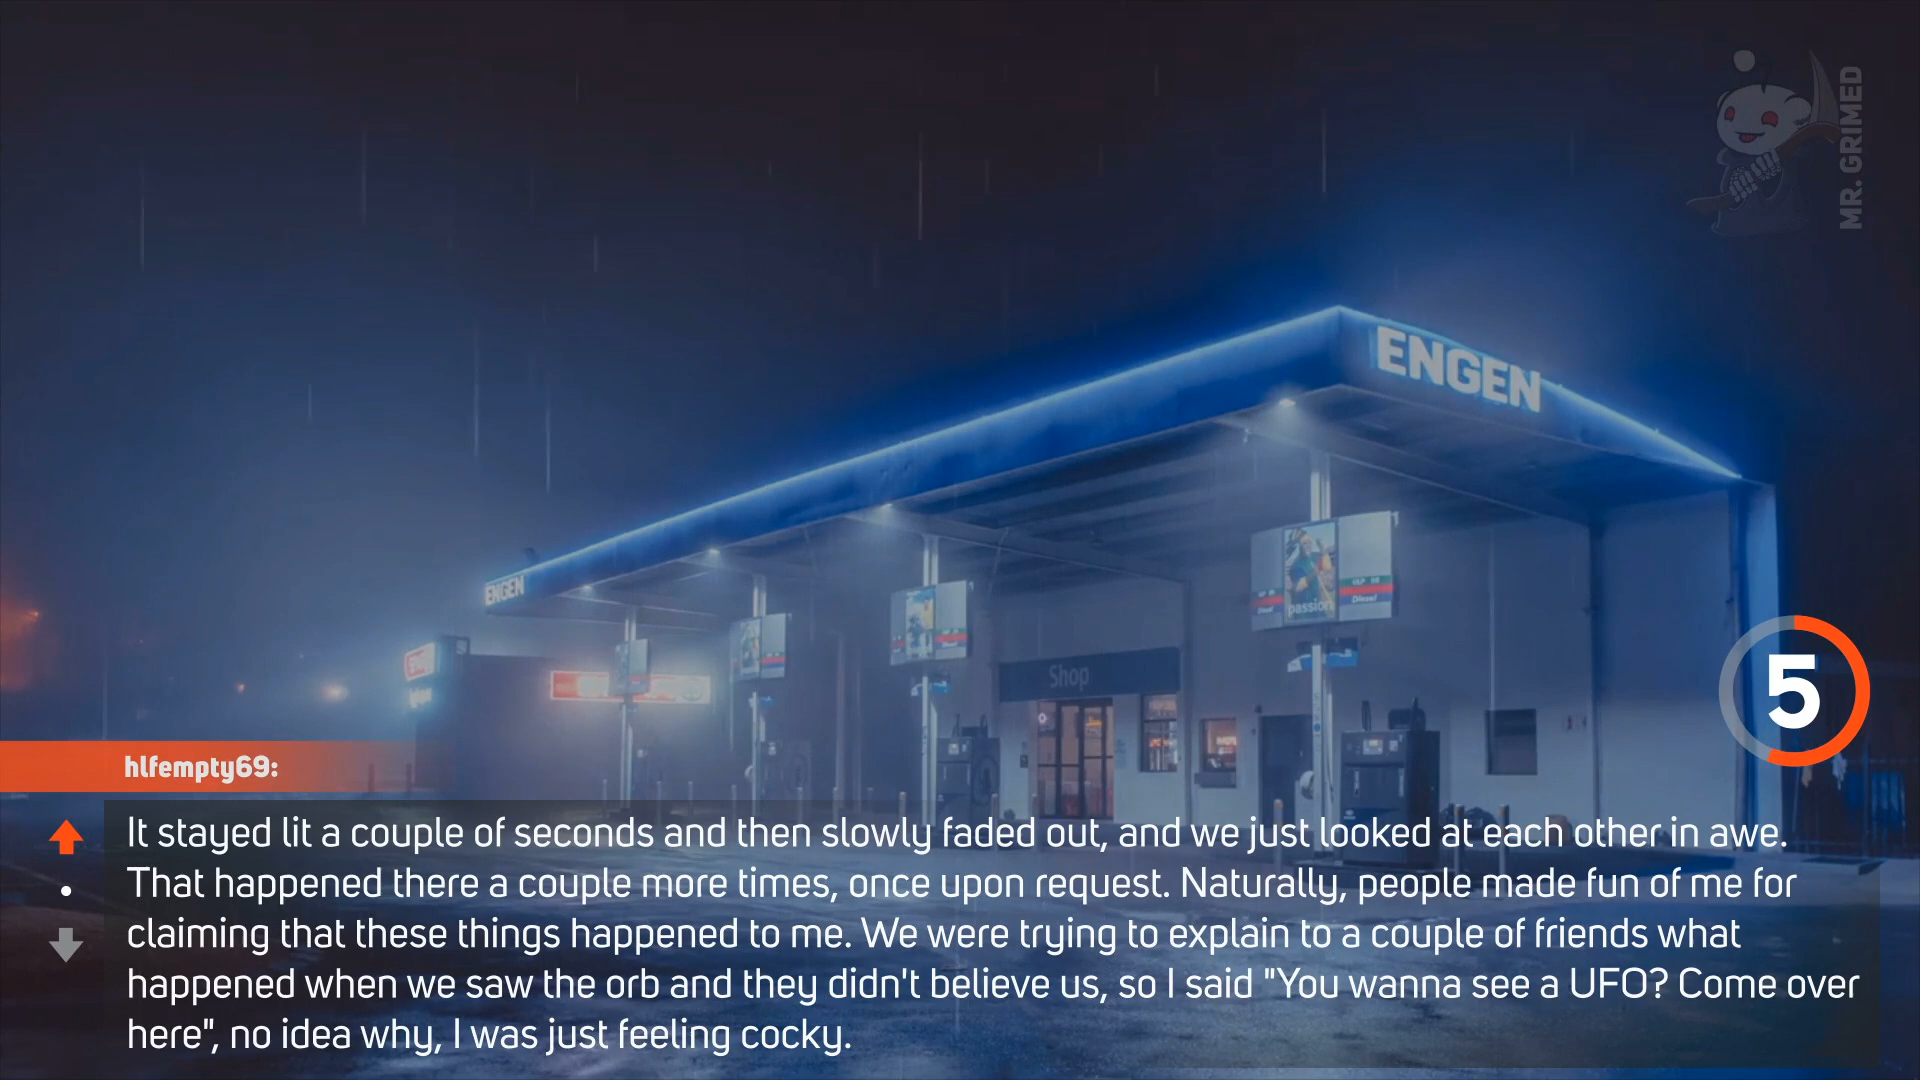 MR. GRIMED
ENGEN
ENGEN
passion
Diesel
Shop
5
hlfempty69:
It stayed lit a couple of seconds and then slowly faded out, and we just looked at each other in awe.
That happened there a couple more times, once upon request. Naturally, people made fun of me for
claiming that these things happened to me. We were trying to explain to a couple of friends what
happened when we saw the orb and they didn't believe us, so I said "You wanna see a UFO? Come over
here", no idea why, I was just feeling cocky.